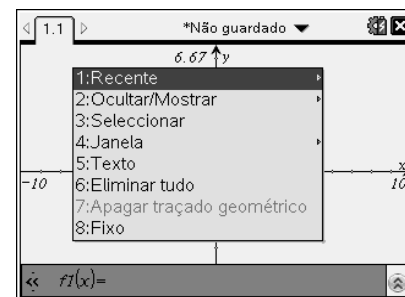 1.1 *Não guardado
6.67 y
1:Recente
2:Ocultar/Mostrar
3:Seleccionar
4:Janela
5:Texto
6:Eliminar tudo
7:Apagar traçado geométrico
8:Fixo
-10 x
10
f1(x)=